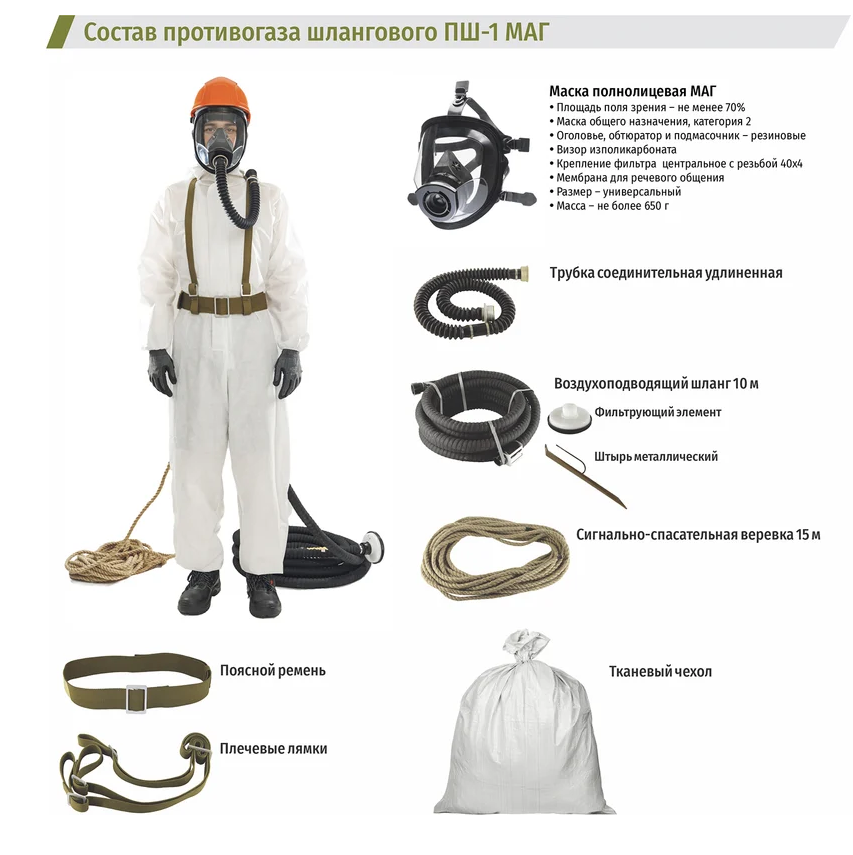 Состав противогаза шлангового ПШ-1 МАГ
Маска полнолицевая МАГ
• Площадь поля зрения – не менее 70%
• Маска общего назначения, категория 2
• Оголовье, обтюратор и подмасочник – резиновые
• Визор изполикарбоната
• Крепление фильтра центральное с резьбой 40х4
• Мембрана для речевого общения
• Размер – универсальный
• Масса – не более 650 г
Трубка соединительная удлиненная
Воздухоподводящий шланг 10 м
Фильтрующий элемент
Штырь металлический
Сигнально-спасательная веревка 15 м
Поясной ремень
Тканевый чехол
Плечевые лямки